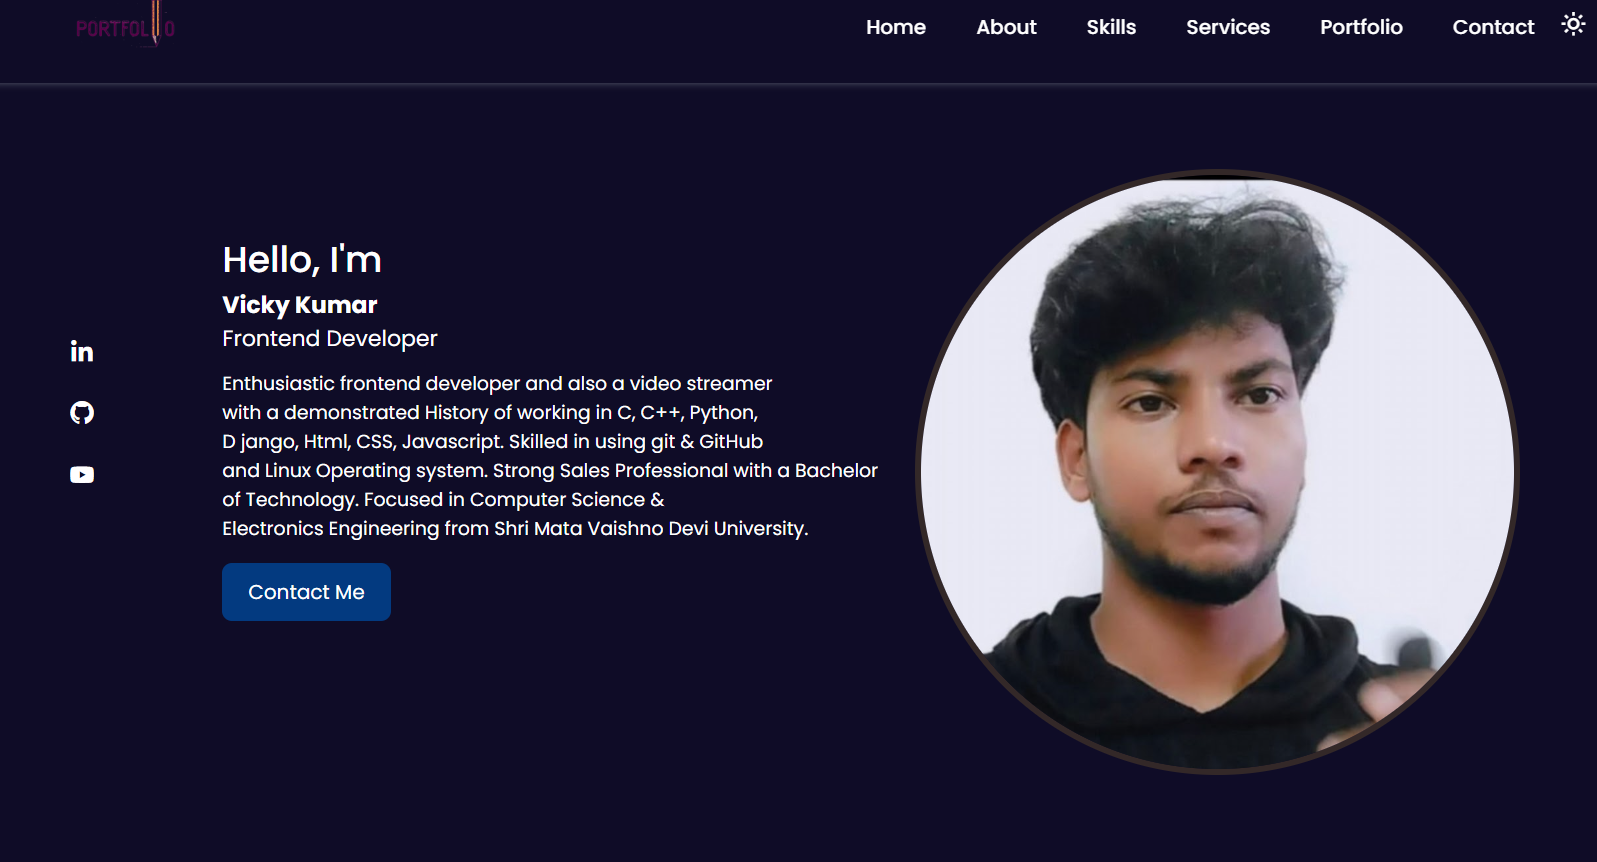 PORTFOLIO
Home About Skills Services Portfolio Contact
Hello, I'm
Vicky Kumar
Frontend Developer
Enthusiastic frontend developer and also a video streamer
with a demonstrated History of working in C, C++, Python,
D jango, Html, CSS, Javascript. Skilled in using git & GitHub
and Linux Operating system. Strong Sales Professional with a Bachelor
of Technology. Focused in Computer Science &
Electronics Engineering from Shri Mata Vaishno Devi University.
Contact Me
in